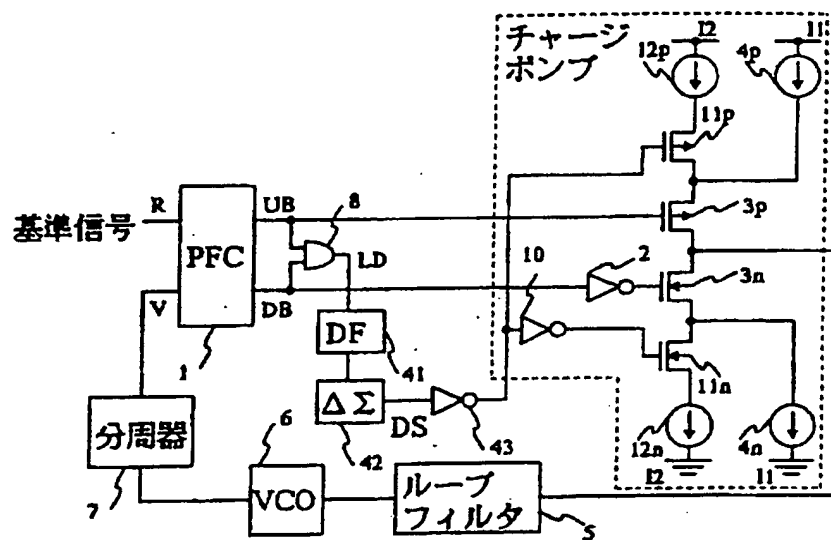 チャージ
ポンプ
I2
12p
4p
I1
11p
R
UB
8
3p
基準信号
PFC
LD
10
2
3n
V
DB
1
DF
41
11n
分周器
6
ΔΣ
DS
42
43
12n
4n
I2
I1
7
VCO
ループ
フィルタ
5